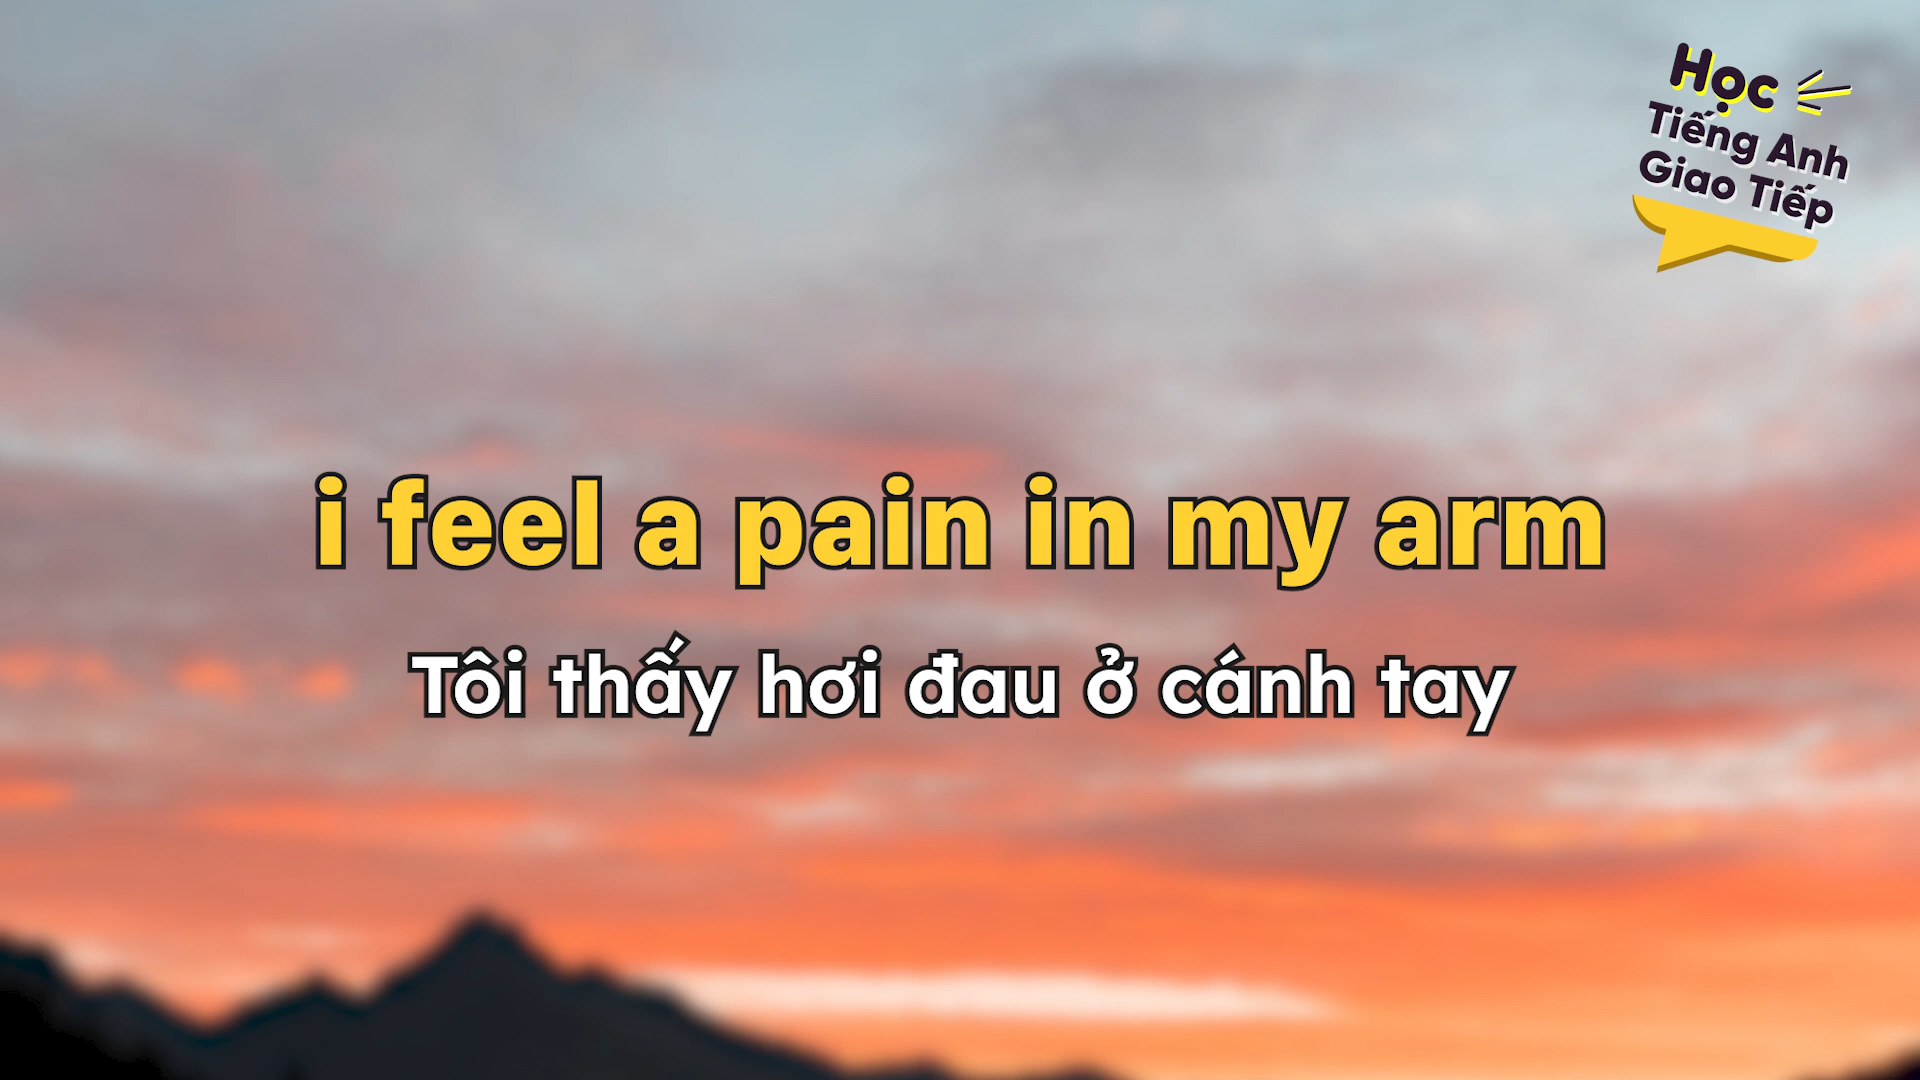 Học
Tiếng Anh
Giao Tiếp
i feel a pain in my arm
Tôi thấy hơi đau ở cánh tay